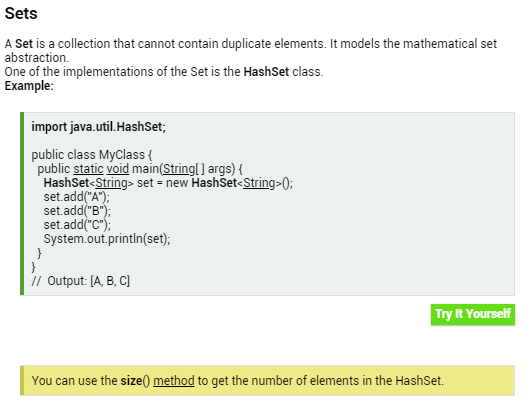 Sets
A Set is a collection that cannot contain duplicate elements. It models the mathematical set
abstraction.
One of the implementations of the Set is the HashSet class.
Example:
import java.util.HashSet;
public class MyClass {
public static void main(String[ ] args) {
HashSet<String> set = new HashSet<String>();
set.add("A");
set.add("B");
set.add("C");
System.out.println(set);
}
}
// Output: [A, B, C]
Try It Yourself
You can use the size() method to get the number of elements in the HashSet.